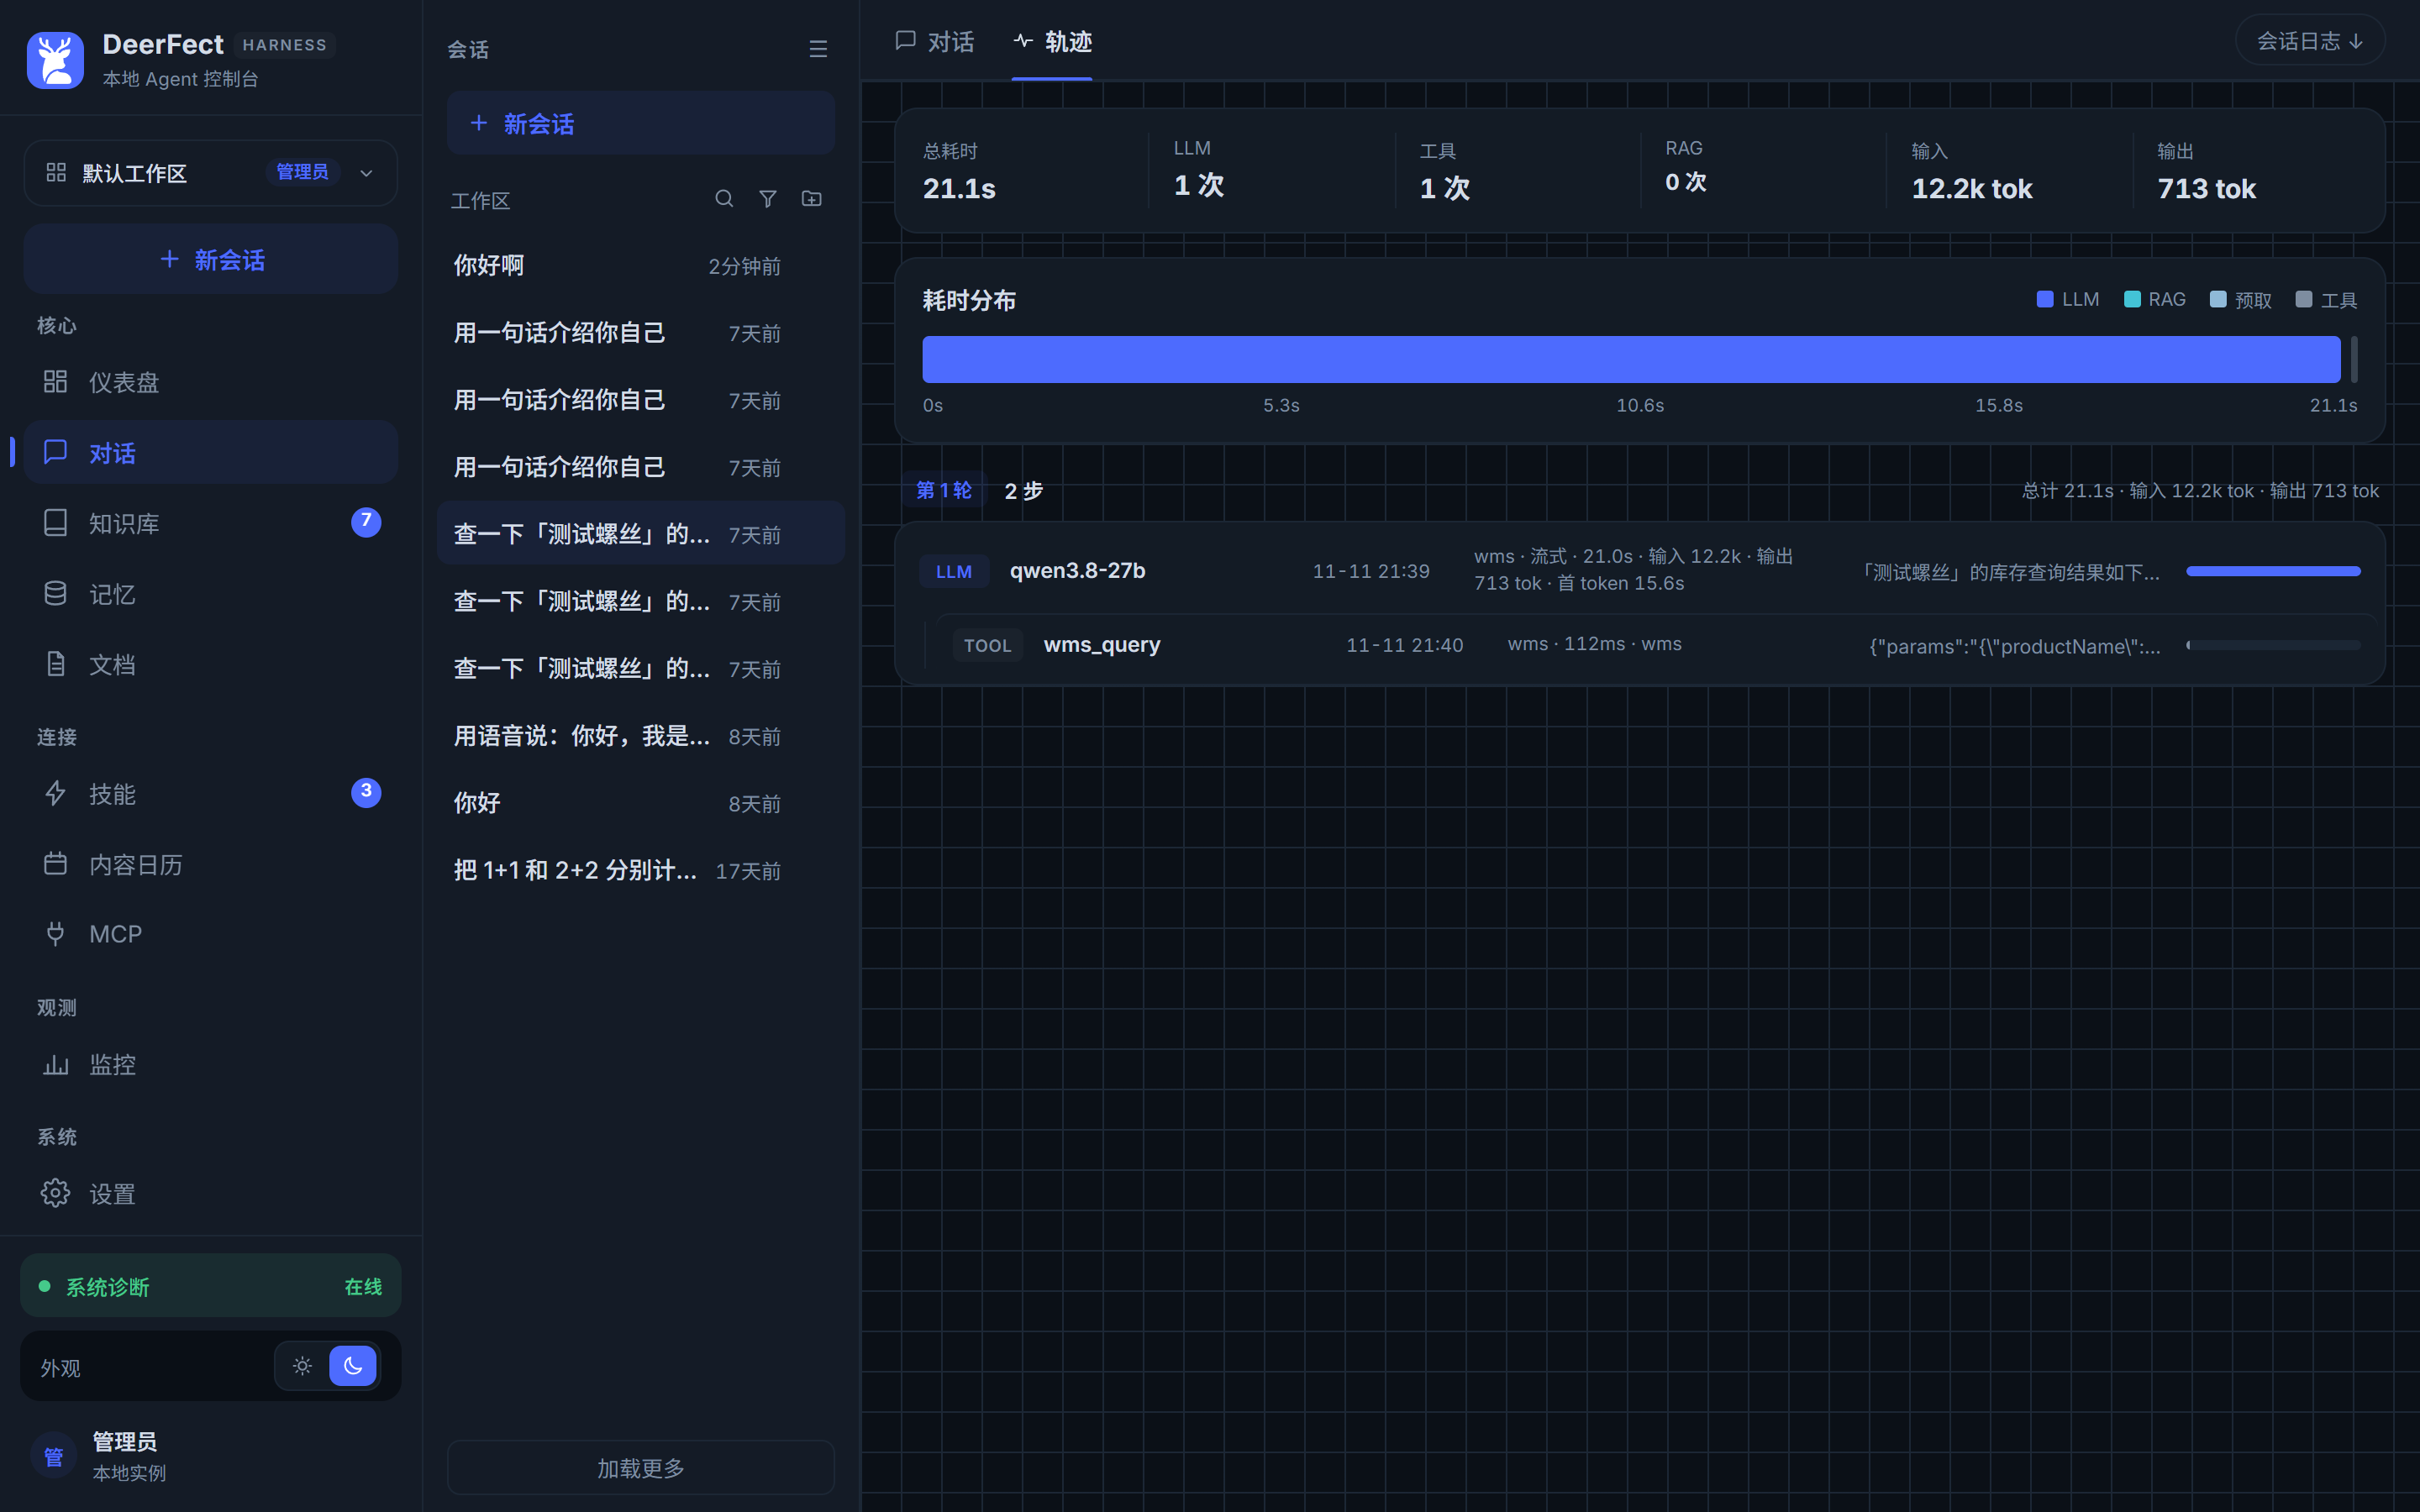 DeerFect HARNESS
本地 Agent 控制台
默认工作区 管理员
新会话
核心
仪表盘
对话
知识库 7
记忆
文档
连接
技能 3
内容日历
MCP
观测
监控
系统
设置
系统诊断 在线
外观
管
管理员
本地实例
会话
新会话
工作区
你好啊 2分钟前
用一句话介绍你自己 7天前
用一句话介绍你自己 7天前
用一句话介绍你自己 7天前
查一下「测试螺丝」的... 7天前
查一下「测试螺丝」的... 7天前
查一下「测试螺丝」的... 7天前
用语音说：你好，我是... 8天前
你好 8天前
把 1+1 和 2+2 分别计... 17天前
加载更多
对话 轨迹 会话日志 ↓
总耗时 LLM 工具 RAG 输入 输出
21.1s 1 次 1 次 0 次 12.2k tok 713 tok
耗时分布 LLM RAG 预取 工具
0s 5.3s 10.6s 15.8s 21.1s
第 1 轮 2 步 总计 21.1s · 输入 12.2k tok · 输出 713 tok
LLM qwen3.8-27b 11-11 21:39 wms · 流式 · 21.0s · 输入 12.2k · 输出
713 tok · 首 token 15.6s
「测试螺丝」的库存查询结果如下...
TOOL wms_query 11-11 21:40 wms · 112ms · wms {"params":"{\"productName\":...